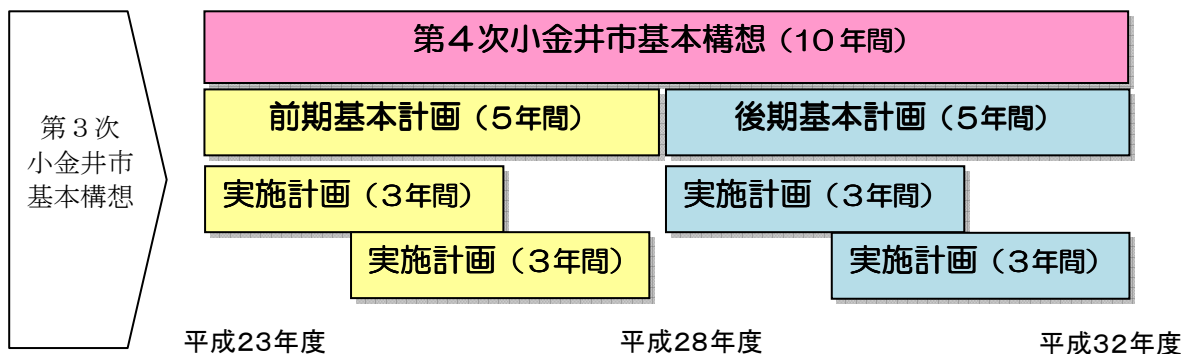 第３次
小金井市
基本構想
第４次小金井市基本構想（10年間）
前期基本計画（５年間）
後期基本計画（５年間）
実施計画（３年間）
実施計画（３年間）
実施計画（３年間）
実施計画（３年間）
平成23年度
平成28年度
平成32年度